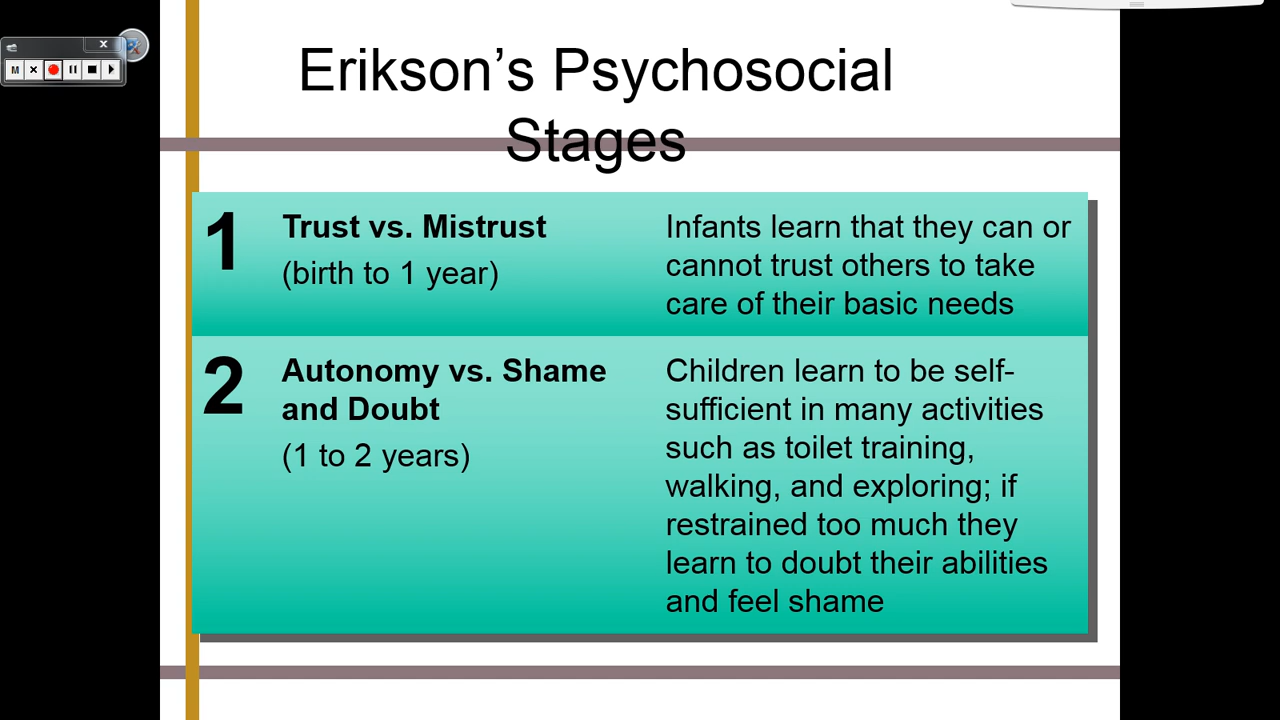 Erikson’s Psychosocial
Stages
1
Trust vs. Mistrust
(birth to 1 year)
Infants learn that they can or
cannot trust others to take
care of their basic needs
2
Autonomy vs. Shame
and Doubt
(1 to 2 years)
Children learn to be self-
sufficient in many activities
such as toilet training,
walking, and exploring; if
restrained too much they
learn to doubt their abilities
and feel shame
M